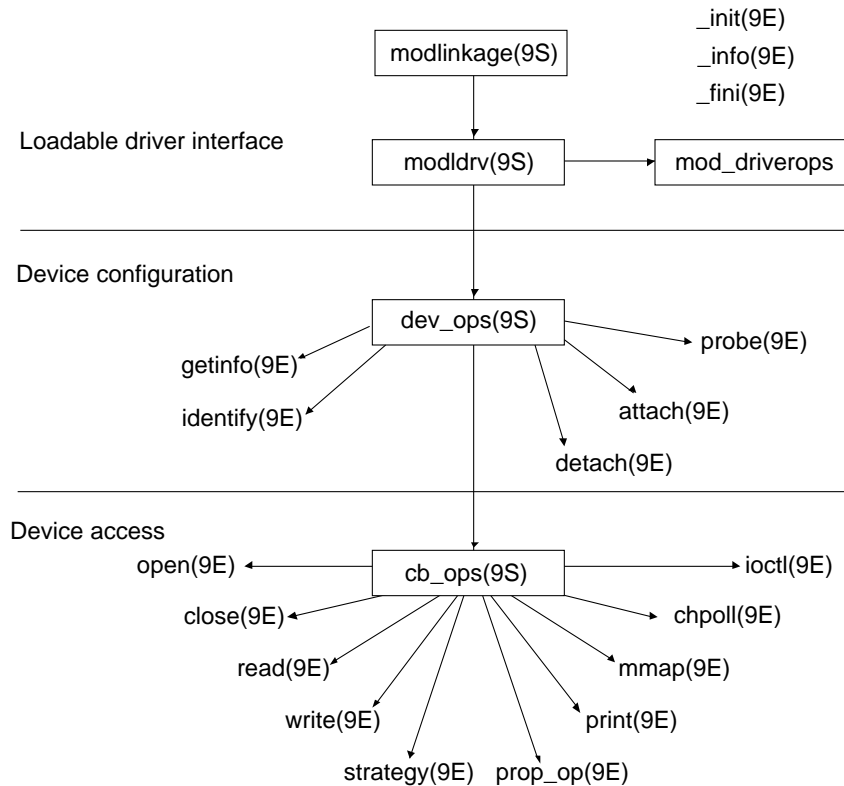 _init(9E)
modlinkage(9S)
_info(9E)
_fini(9E)
Loadable driver interface
modldrv(9S)
mod_driverops
Device configuration
dev_ops(9S)
probe(9E)
getinfo(9E)
identify(9E)
attach(9E)
detach(9E)
Device access
open(9E)
cb_ops(9S)
ioctl(9E)
close(9E)
chpoll(9E)
read(9E)
mmap(9E)
write(9E)
print(9E)
strategy(9E)
prop_op(9E)